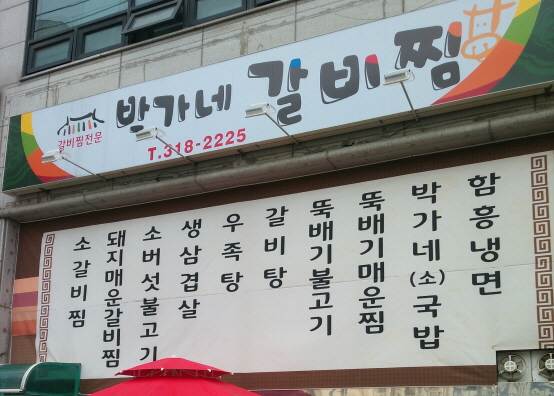 박가네 갈비찜
갈비찜전문
T.318-2225
소갈비찜
돼지매운갈비찜
소버섯불고기
생삼겹살
우족탕
갈비탕
뚝배기불고기
뚝배기매운찜
박가네(소)국밥
함흥냉면